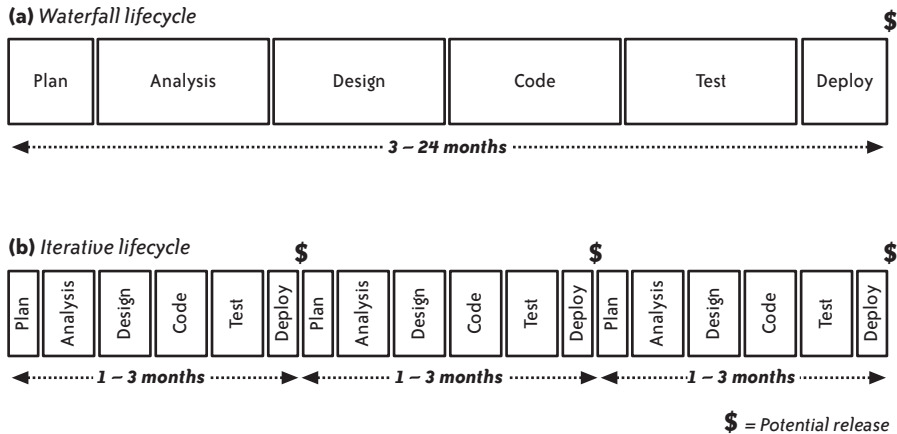 (a) Waterfall lifecycle
$
Plan Analysis Design Code Test Deploy
3 – 24 months
(b) Iterative lifecycle
$ $ $
Plan Analysis Design Code Test Deploy Plan Analysis Design Code Test Deploy Plan Analysis Design Code Test Deploy
1 – 3 months 1 – 3 months 1 – 3 months
$ = Potential release